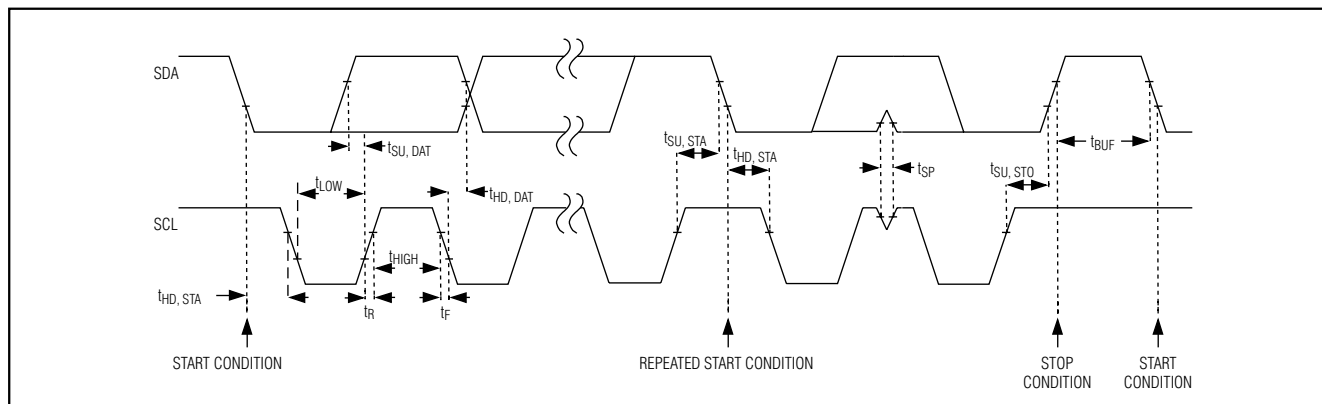 SDA
tSU, DAT
tLOW
tHD, DAT
tSU, STA
tHD, STA
tSP
tSU, STO
tBUF
SCL
tHIGH
tHD, STA
tR
tF
START CONDITION
REPEATED START CONDITION
STOP
CONDITION
START
CONDITION